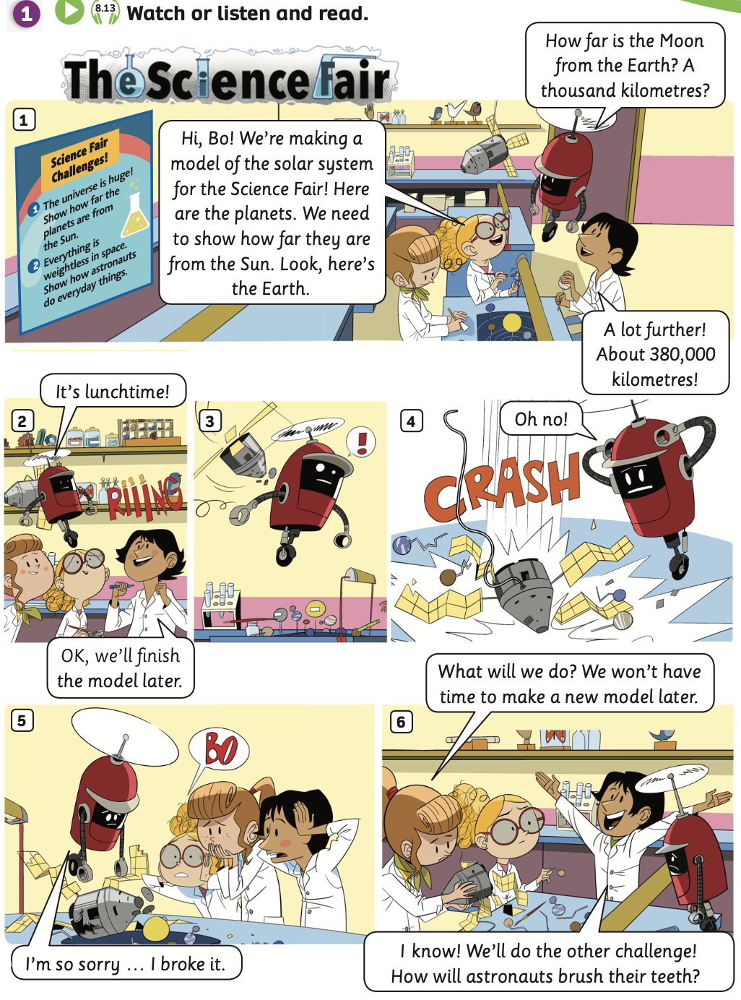 1 8.13 Watch or listen and read.
The Science Fair
How far is the Moon
from the Earth? A
thousand kilometres?
1
Science Fair
Challenges!
1 The universe is huge!
Show how far the
planets are from
the Sun.
2 Everything is
weightless in space.
Show how astronauts
do everyday things.
Hi, Bo! We're making a
model of the solar system
for the Science Fair! Here
are the planets. We need
to show how far they are
from the Sun. Look, here's
the Earth.
A lot further!
About 380,000
kilometres!
2
It's lunchtime!
RIIING
OK, we'll finish
the model later.
3
!
4
Oh no!
CRASH
5
BO
I'm so sorry … I broke it.
6
What will we do? We won't have
time to make a new model later.
I know! We'll do the other challenge!
How will astronauts brush their teeth?